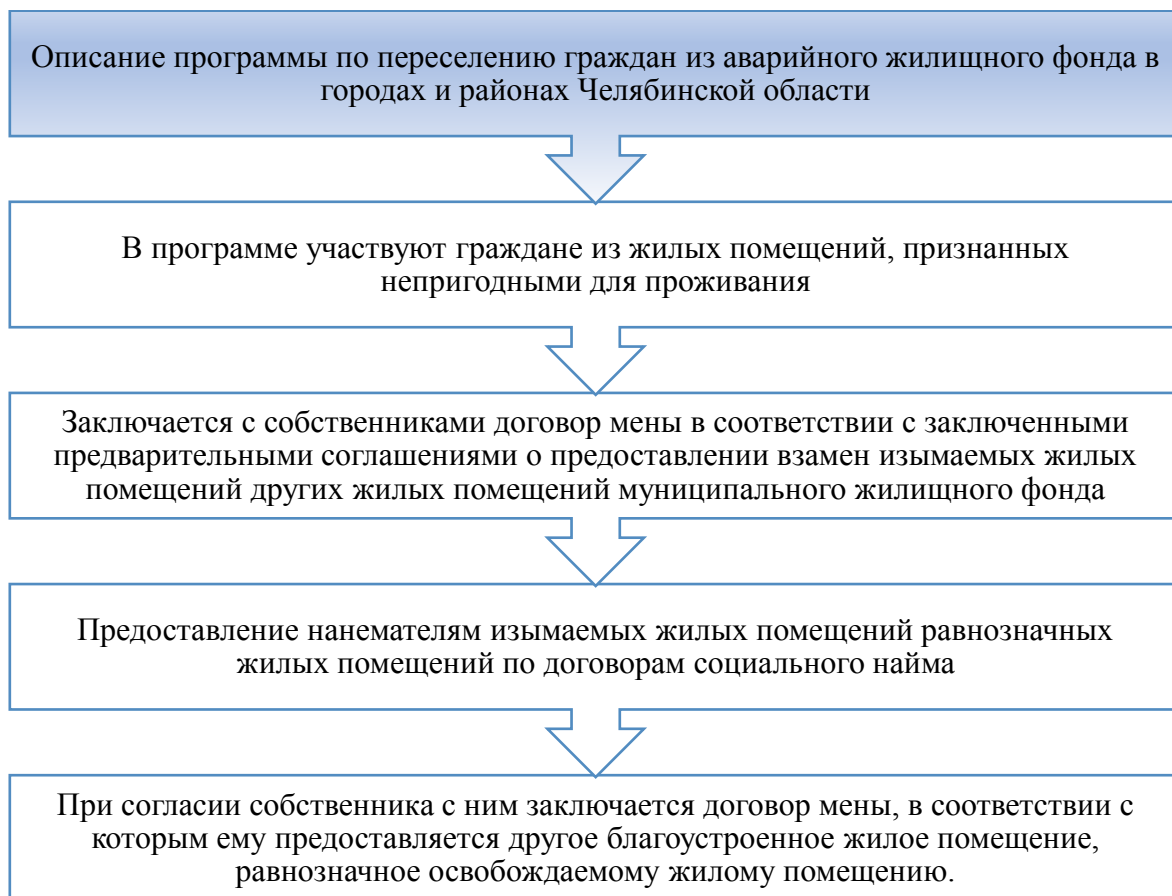 Описание программы по переселению граждан из аварийного жилищного фонда в
городах и районах Челябинской области
В программе участвуют граждане из жилых помещений, признанных
непригодными для проживания
Заключается с собственниками договор мены в соответствии с заключенными
предварительными соглашениями о предоставлении взамен изымаемых жилых
помещений других жилых помещений муниципального жилищного фонда
Предоставление нанемателям изымаемых жилых помещений равнозначных
жилых помещений по договорам социального найма
При согласии собственника с ним заключается договор мены, в соответствии с
которым ему предоставляется другое благоустроенное жилое помещение,
равнозначное освобождаемому жилому помещению.